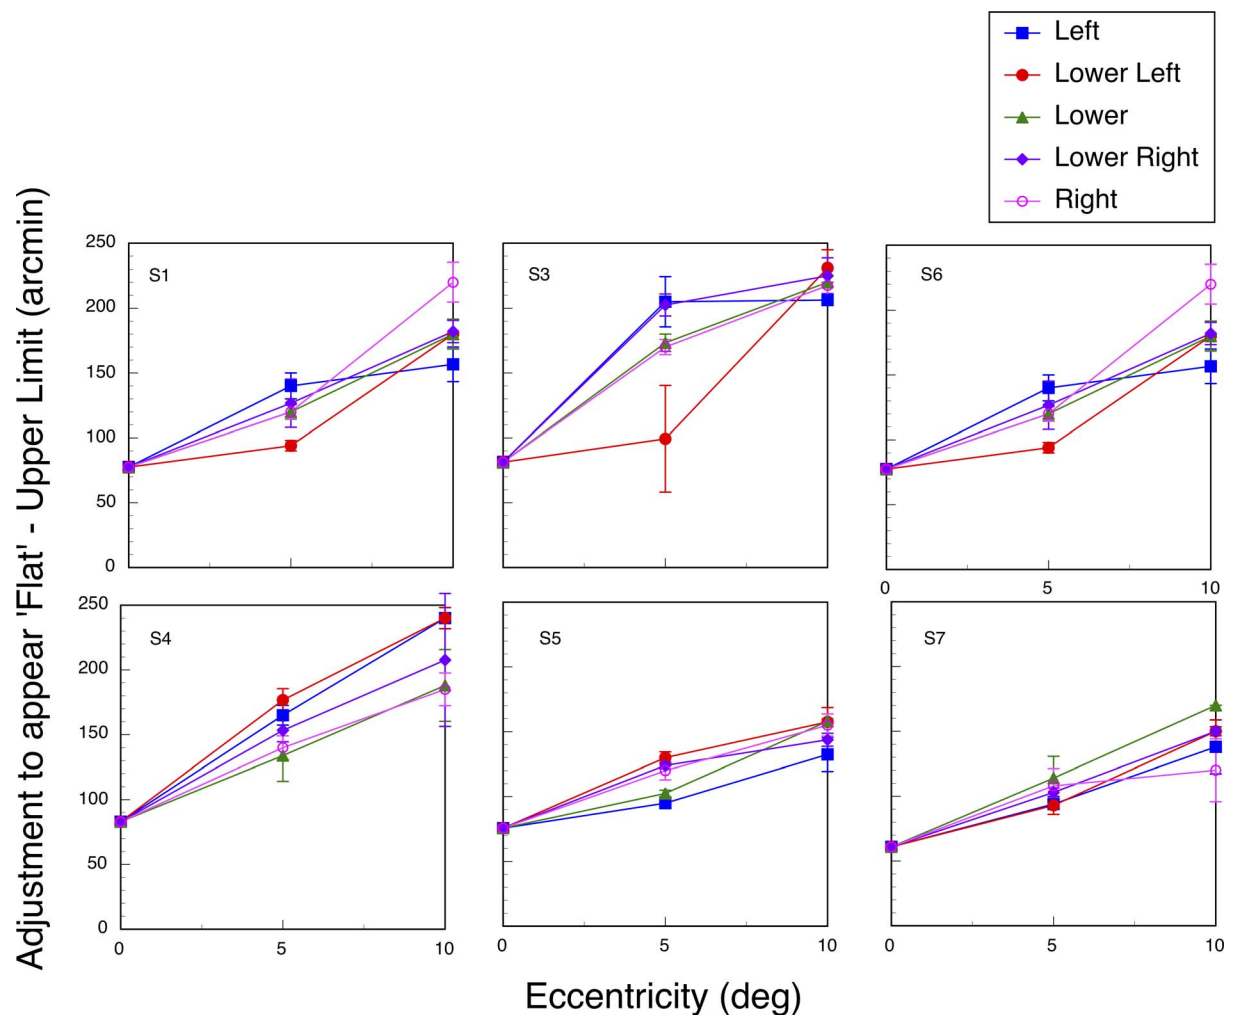 Left
Lower Left
Lower
Lower Right
Right
Adjustment to appear 'Flat' - Upper Limit (arcmin)
250
200
150
100
50
0
S1
S3
S6
0
5
10
250
200
150
100
50
0
S4
S5
S7
0
5
10
0
5
10
0
5
10
Eccentricity (deg)